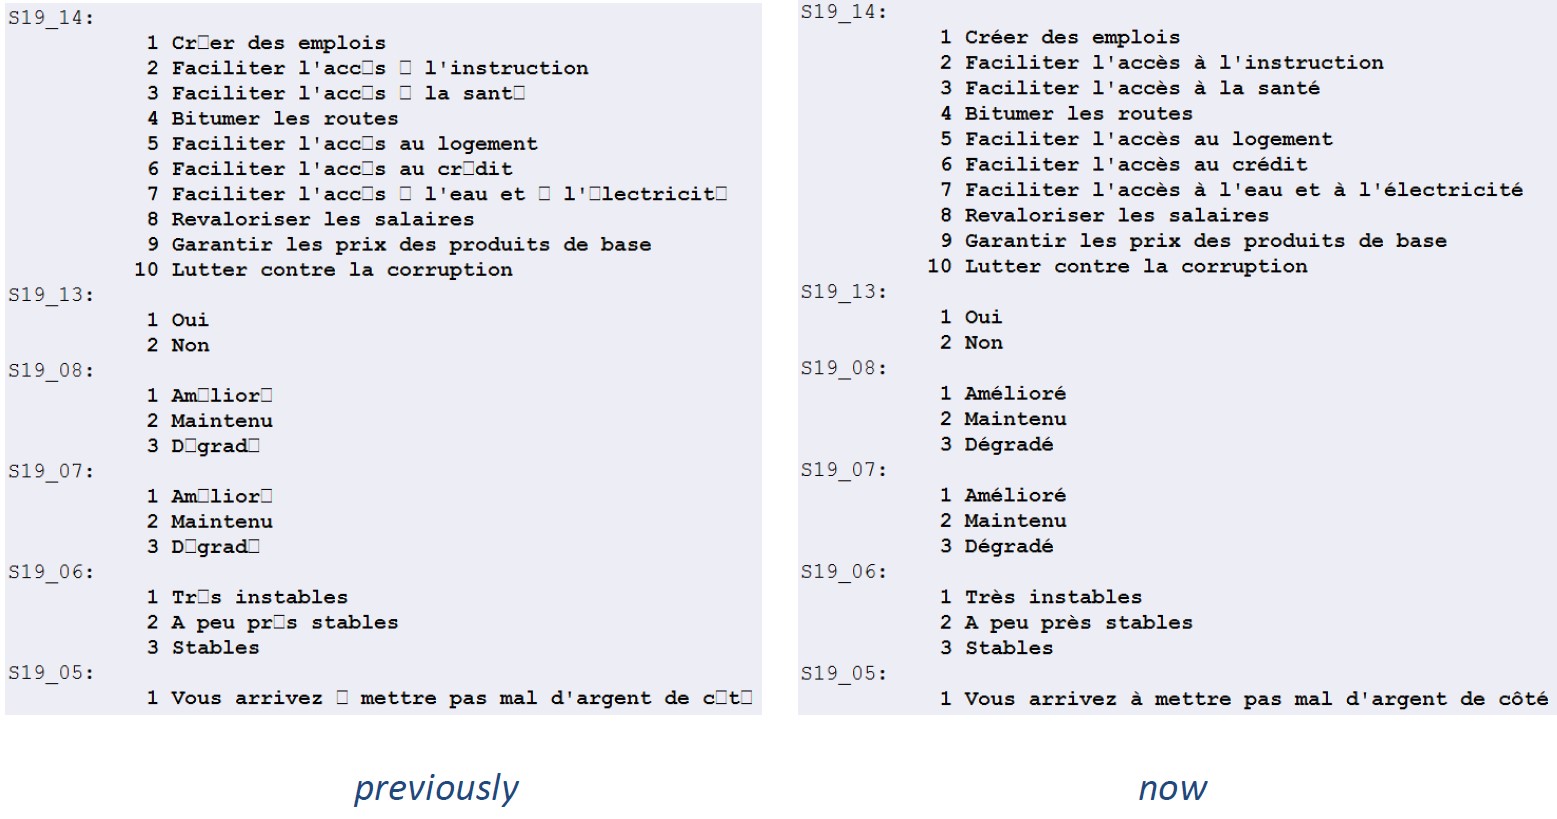 S19_14:
1 Cr□er des emplois
2 Faciliter l'acc□s □ l'instruction
3 Faciliter l'acc□s □ la sant□
4 Bitumer les routes
5 Faciliter l'acc□s au logement
6 Faciliter l'acc□s au cr□dit
7 Faciliter l'acc□s □ l'eau et □ l'□lectricit□
8 Revaloriser les salaires
9 Garantir les prix des produits de base
10 Lutter contre la corruption
S19_13:
1 Oui
2 Non
S19_08:
1 Am□lior□
2 Maintenu
3 D□grad□
S19_07:
1 Am□lior□
2 Maintenu
3 D□grad□
S19_06:
1 Tr□s instables
2 A peu pr□s stables
3 Stables
S19_05:
1 Vous arrivez □ mettre pas mal d'argent de c□t□
previously
S19_14:
1 Créer des emplois
2 Faciliter l'accès à l'instruction
3 Faciliter l'accès à la santé
4 Bitumer les routes
5 Faciliter l'accès au logement
6 Faciliter l'accès au crédit
7 Faciliter l'accès à l'eau et à l'électricité
8 Revaloriser les salaires
9 Garantir les prix des produits de base
10 Lutter contre la corruption
S19_13:
1 Oui
2 Non
S19_08:
1 Amélioré
2 Maintenu
3 Dégradé
S19_07:
1 Amélioré
2 Maintenu
3 Dégradé
S19_06:
1 Très instables
2 A peu près stables
3 Stables
S19_05:
1 Vous arrivez à mettre pas mal d'argent de côté
now